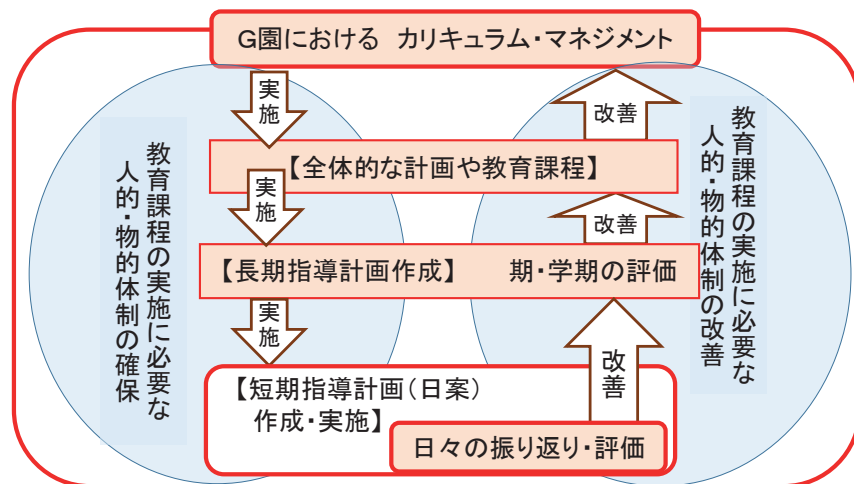 G園における カリキュラム・マネジメント
実施
改善
【全体的な計画や教育課程】
実施
改善
教育課程の実施に必要な
人的・物的体制の確保
教育課程の実施に必要な
人的・物的体制の改善
【長期指導計画作成】 期・学期の評価
実施
改善
【短期指導計画(日案)
作成・実施】
日々の振り返り・評価